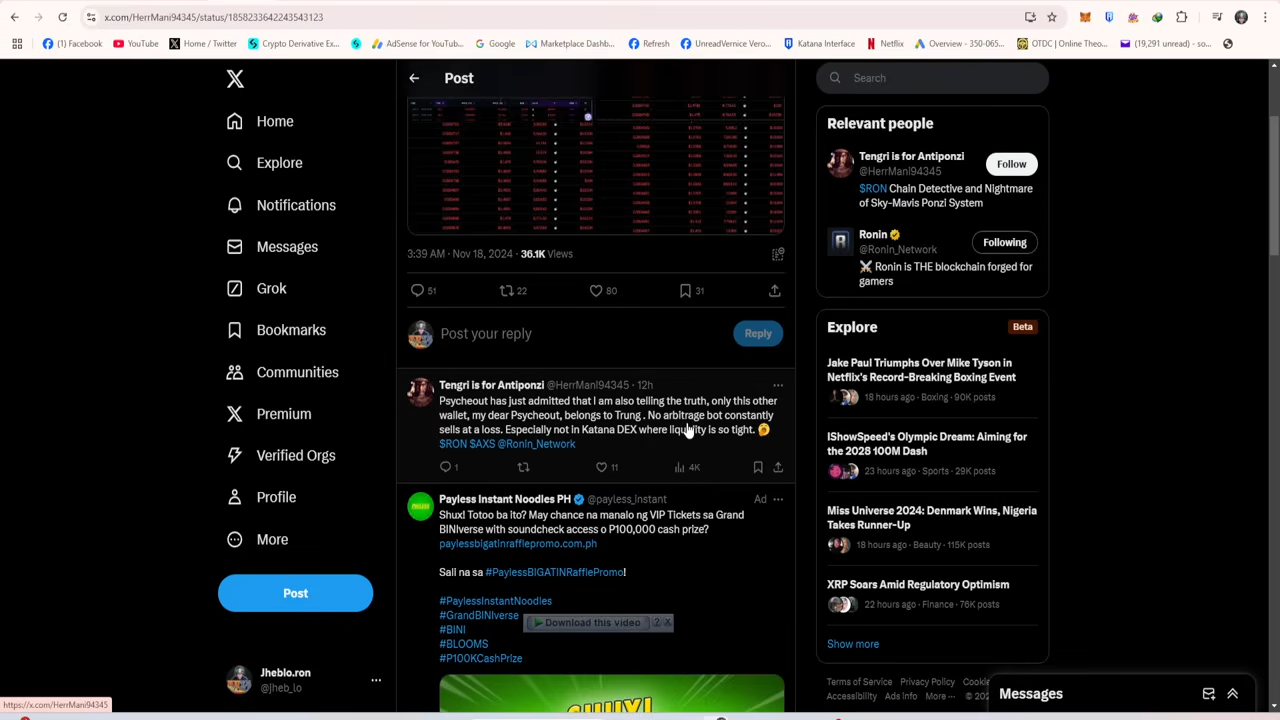 x.com/HerrMani94345/status/1858233642243543123
(1) Facebook
YouTube
Home / Twitter
Crypto Derivative Ex...
AdSense for YouTub...
Google
Marketplace Dashb...
Refresh
UnreadVernice Vero...
Katana Interface
Netflix
Overview - 350-065...
OTDC | Online Theo...
(19,291 unread) - so...
Post
Search
Home
Explore
Notifications
Messages
Grok
Bookmarks
Communities
Premium
Verified Orgs
Profile
More
Post
Jheblo.ron
@jheb_lo
https://x.com/HerrMani94345
3:39 AM · Nov 18, 2024 · 36.1K Views
51
22
80
31
Post your reply
Reply
Tengri is for Antiponzi @HerrMani94345 · 12h
Psycheout has just admitted that I am also telling the truth, only this other
wallet, my dear Psycheout, belongs to Trung . No arbitrage bot constantly
sells at a loss. Especially not in Katana DEX where liquidity is so tight.
$RON $AXS @Ronin_Network
1
11
4K
Payless Instant Noodles PH @payless_instant
Ad
Shux! Totoo ba ito? May chance na manalo ng VIP Tickets sa Grand
BINIverse with soundcheck access o P100,000 cash prize?
paylessbigatinrafflepromo.com.ph
Sali na sa #PaylessBIGATINRafflePromo!
#PaylessInstantNoodles
#GrandBINIverse
#BINI
#BLOOMS
#P100KCashPrize
Download this video
SHUX!
Relevant people
Tengri is for Antiponzi
@HerrMani94345
Follow
$RON Chain Detective and Nightmare
of Sky-Mavis Ponzi System
Ronin
@Ronin_Network
Following
Ronin is THE blockchain forged for
gamers
Explore
Beta
Jake Paul Triumphs Over Mike Tyson in
Netflix's Record-Breaking Boxing Event
18 hours ago · Boxing · 90K posts
IShowSpeed's Olympic Dream: Aiming for
the 2028 100M Dash
23 hours ago · Sports · 29K posts
Miss Universe 2024: Denmark Wins, Nigeria
Takes Runner-Up
18 hours ago · Beauty · 115K posts
XRP Soars Amid Regulatory Optimism
22 hours ago · Finance · 76K posts
Show more
Terms of Service
Privacy Policy
Cookie
Accessibility
Ads info
More ···
© 202
Messages